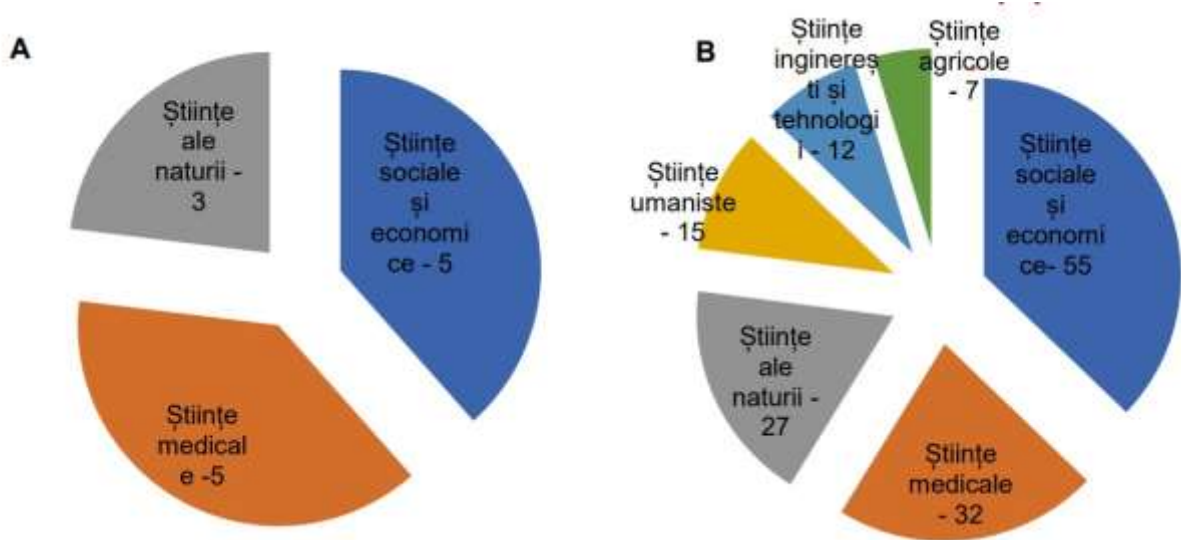 A
Științe
ale
naturii -
3
Științe
sociale
și
economi
ce - 5
Științe
medical
e -5
B
Științe
inginereș
ti și
tehnologi
i - 12
Științe
agricole
- 7
Științe
umaniste
- 15
Științe
sociale
și
economi
ce- 55
Științe
ale
naturii -
27
Științe
medicale
- 32